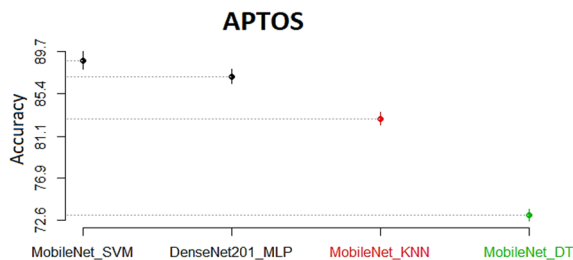 APTOS
Accuracy
89.7
85.4
81.1
76.9
72.6
MobileNet_SVM DenseNet201_MLP MobileNet_KNN MobileNet_DT